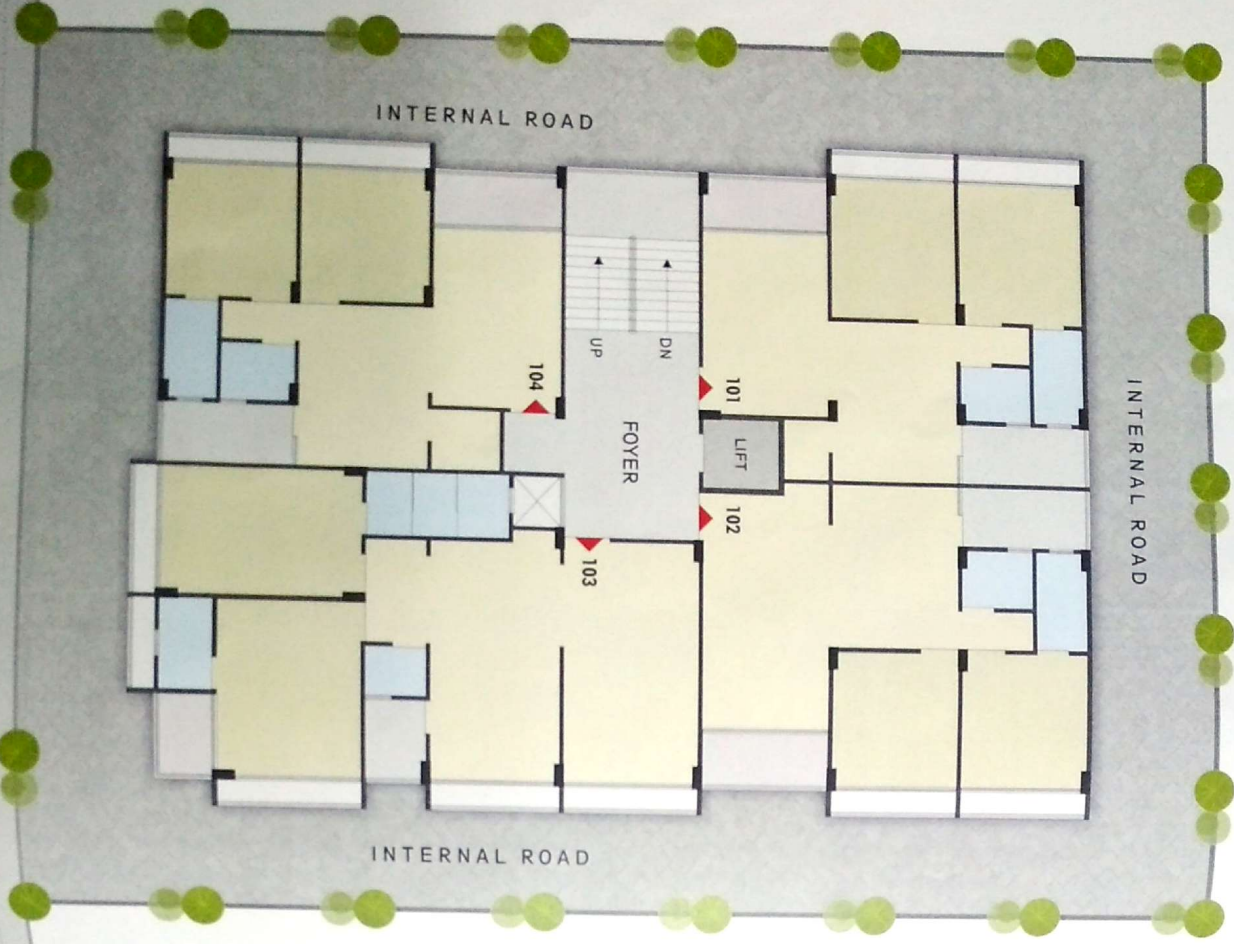 INTERNAL ROAD
UP
DN
104
101
FOYER
LIFT
102
103
INTERNAL ROAD
INTERNAL ROAD